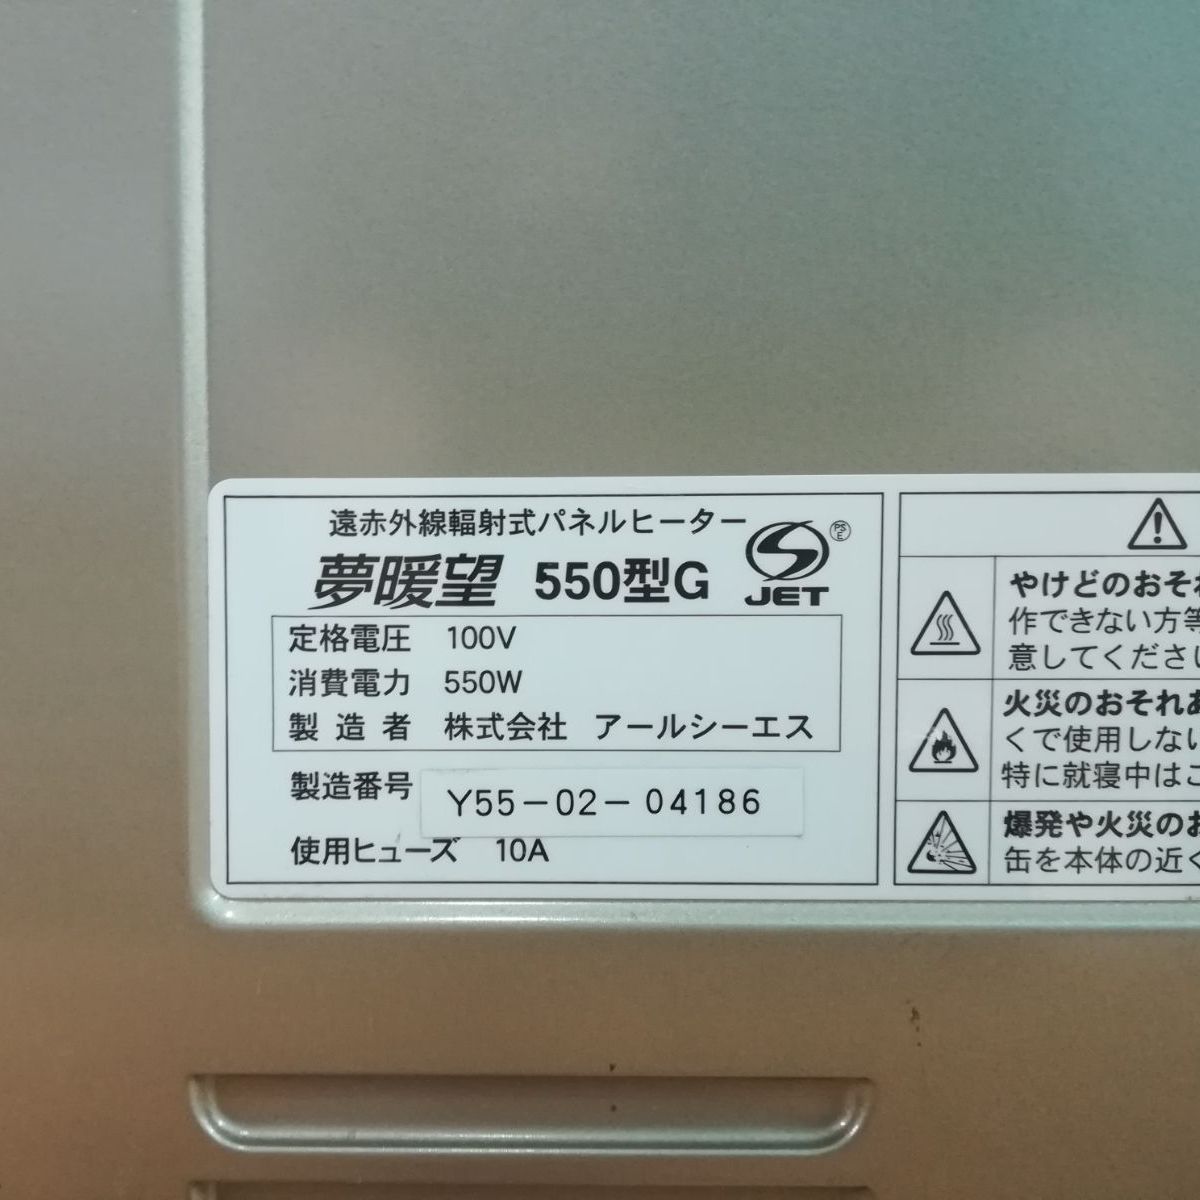 遠赤外線輻射式パネルヒーター
夢暖望 550型G
JET
PS
E
定格電圧 100V
消費電力 550W
製造者 株式会社 アールシーエス
製造番号 Y55-02-04186
使用ヒューズ 10A
やけどのおそれ
作できない方等
意してください
火災のおそれあ
くで使用しない
特に就寝中はこ
爆発や火災のお
缶を本体の近く